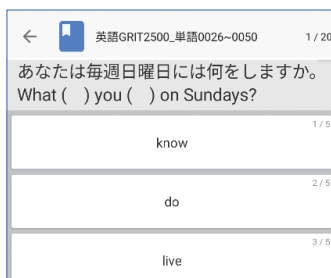 英語GRIT2500_単語0026~0050
1 / 20
あなたは毎週日曜日には何をしますか。
What (   ) you (   ) on Sundays?
1 / 5
know
2 / 5
do
3 / 5
live